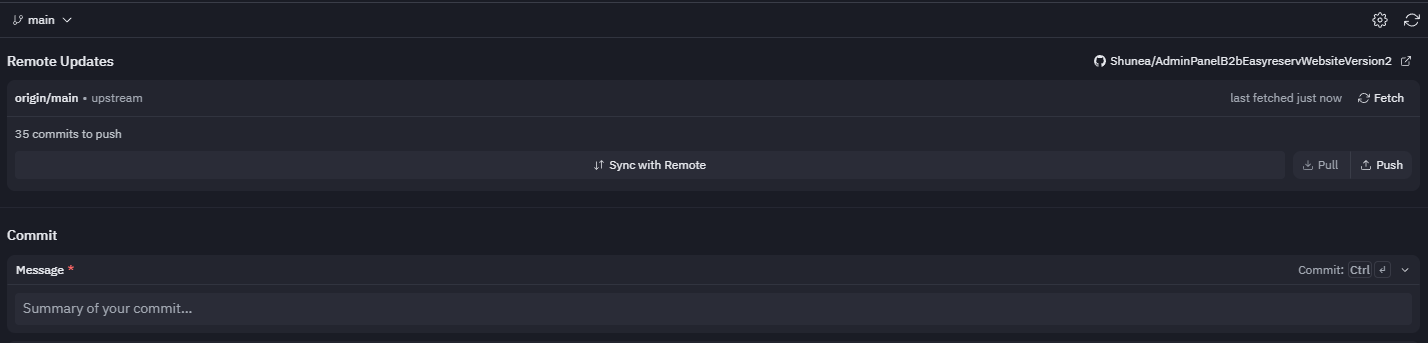 main
Remote Updates
Shunea/AdminPanelB2bEasyreservWebsiteVersion2
origin/main • upstream
last fetched just now
Fetch
35 commits to push
Sync with Remote
Pull
Push
Commit
Message *
Commit: Ctrl ↵
Summary of your commit...